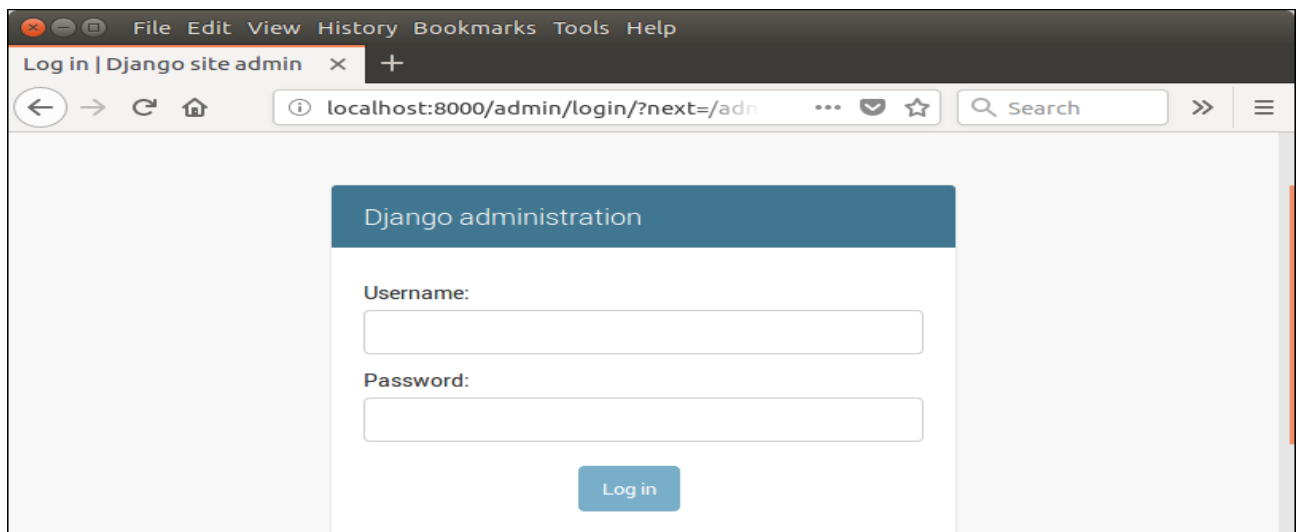 File Edit View History Bookmarks Tools Help
Log in | Django site admin
localhost:8000/admin/login/?next=/adm
Search
Django administration
Username:
Password:
Log in